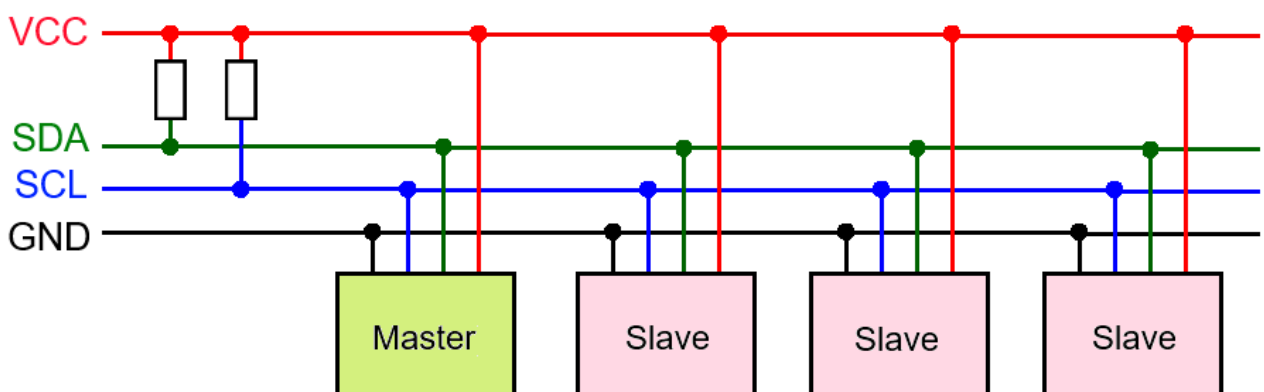 VCC
SDA
SCL
GND
Master
Slave
Slave
Slave